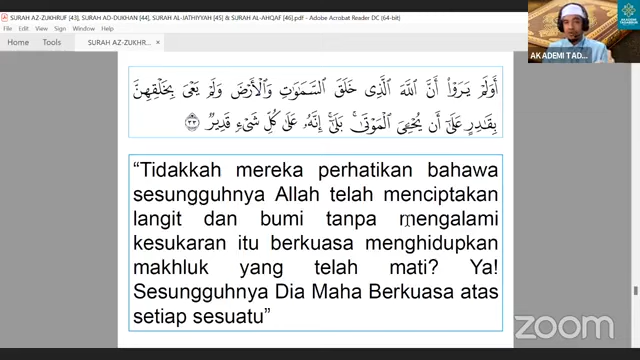 SURAH AZ-ZUKHRUF [43], SURAH AD-DUKHAN [44], SURAH AL-JATHIYYAH [45] & SURAH AL-AHQAF [46].pdf - Adobe Acrobat Reader DC (64-bit)
File Edit View Sign Window Help
Home Tools SURAH AZ-ZUKHR... ×
AKADEMI TAD...
أَوَلَمْ يَرَوْا۟ أَنَّ ٱللَّهَ ٱلَّذِى خَلَقَ ٱلسَّمَـٰوَٰتِ وَٱلْأَرْضَ وَلَمْ يَعْىَ بِخَلْقِهِنَّ
بِقَـٰدِرٍ عَلَىٰٓ أَن يُحْـِۧىَ ٱلْمَوْتَىٰ ۚ بَلَىٰٓ إِنَّهُۥ عَلَىٰ كُلِّ شَىْءٍ قَدِيرٌ ٣٣
“Tidakkah mereka perhatikan bahawa
sesungguhnya Allah telah menciptakan
langit dan bumi tanpa mengalami
kesukaran itu berkuasa menghidupkan
makhluk yang telah mati? Ya!
Sesungguhnya Dia Maha Berkuasa atas
setiap sesuatu”
zoom